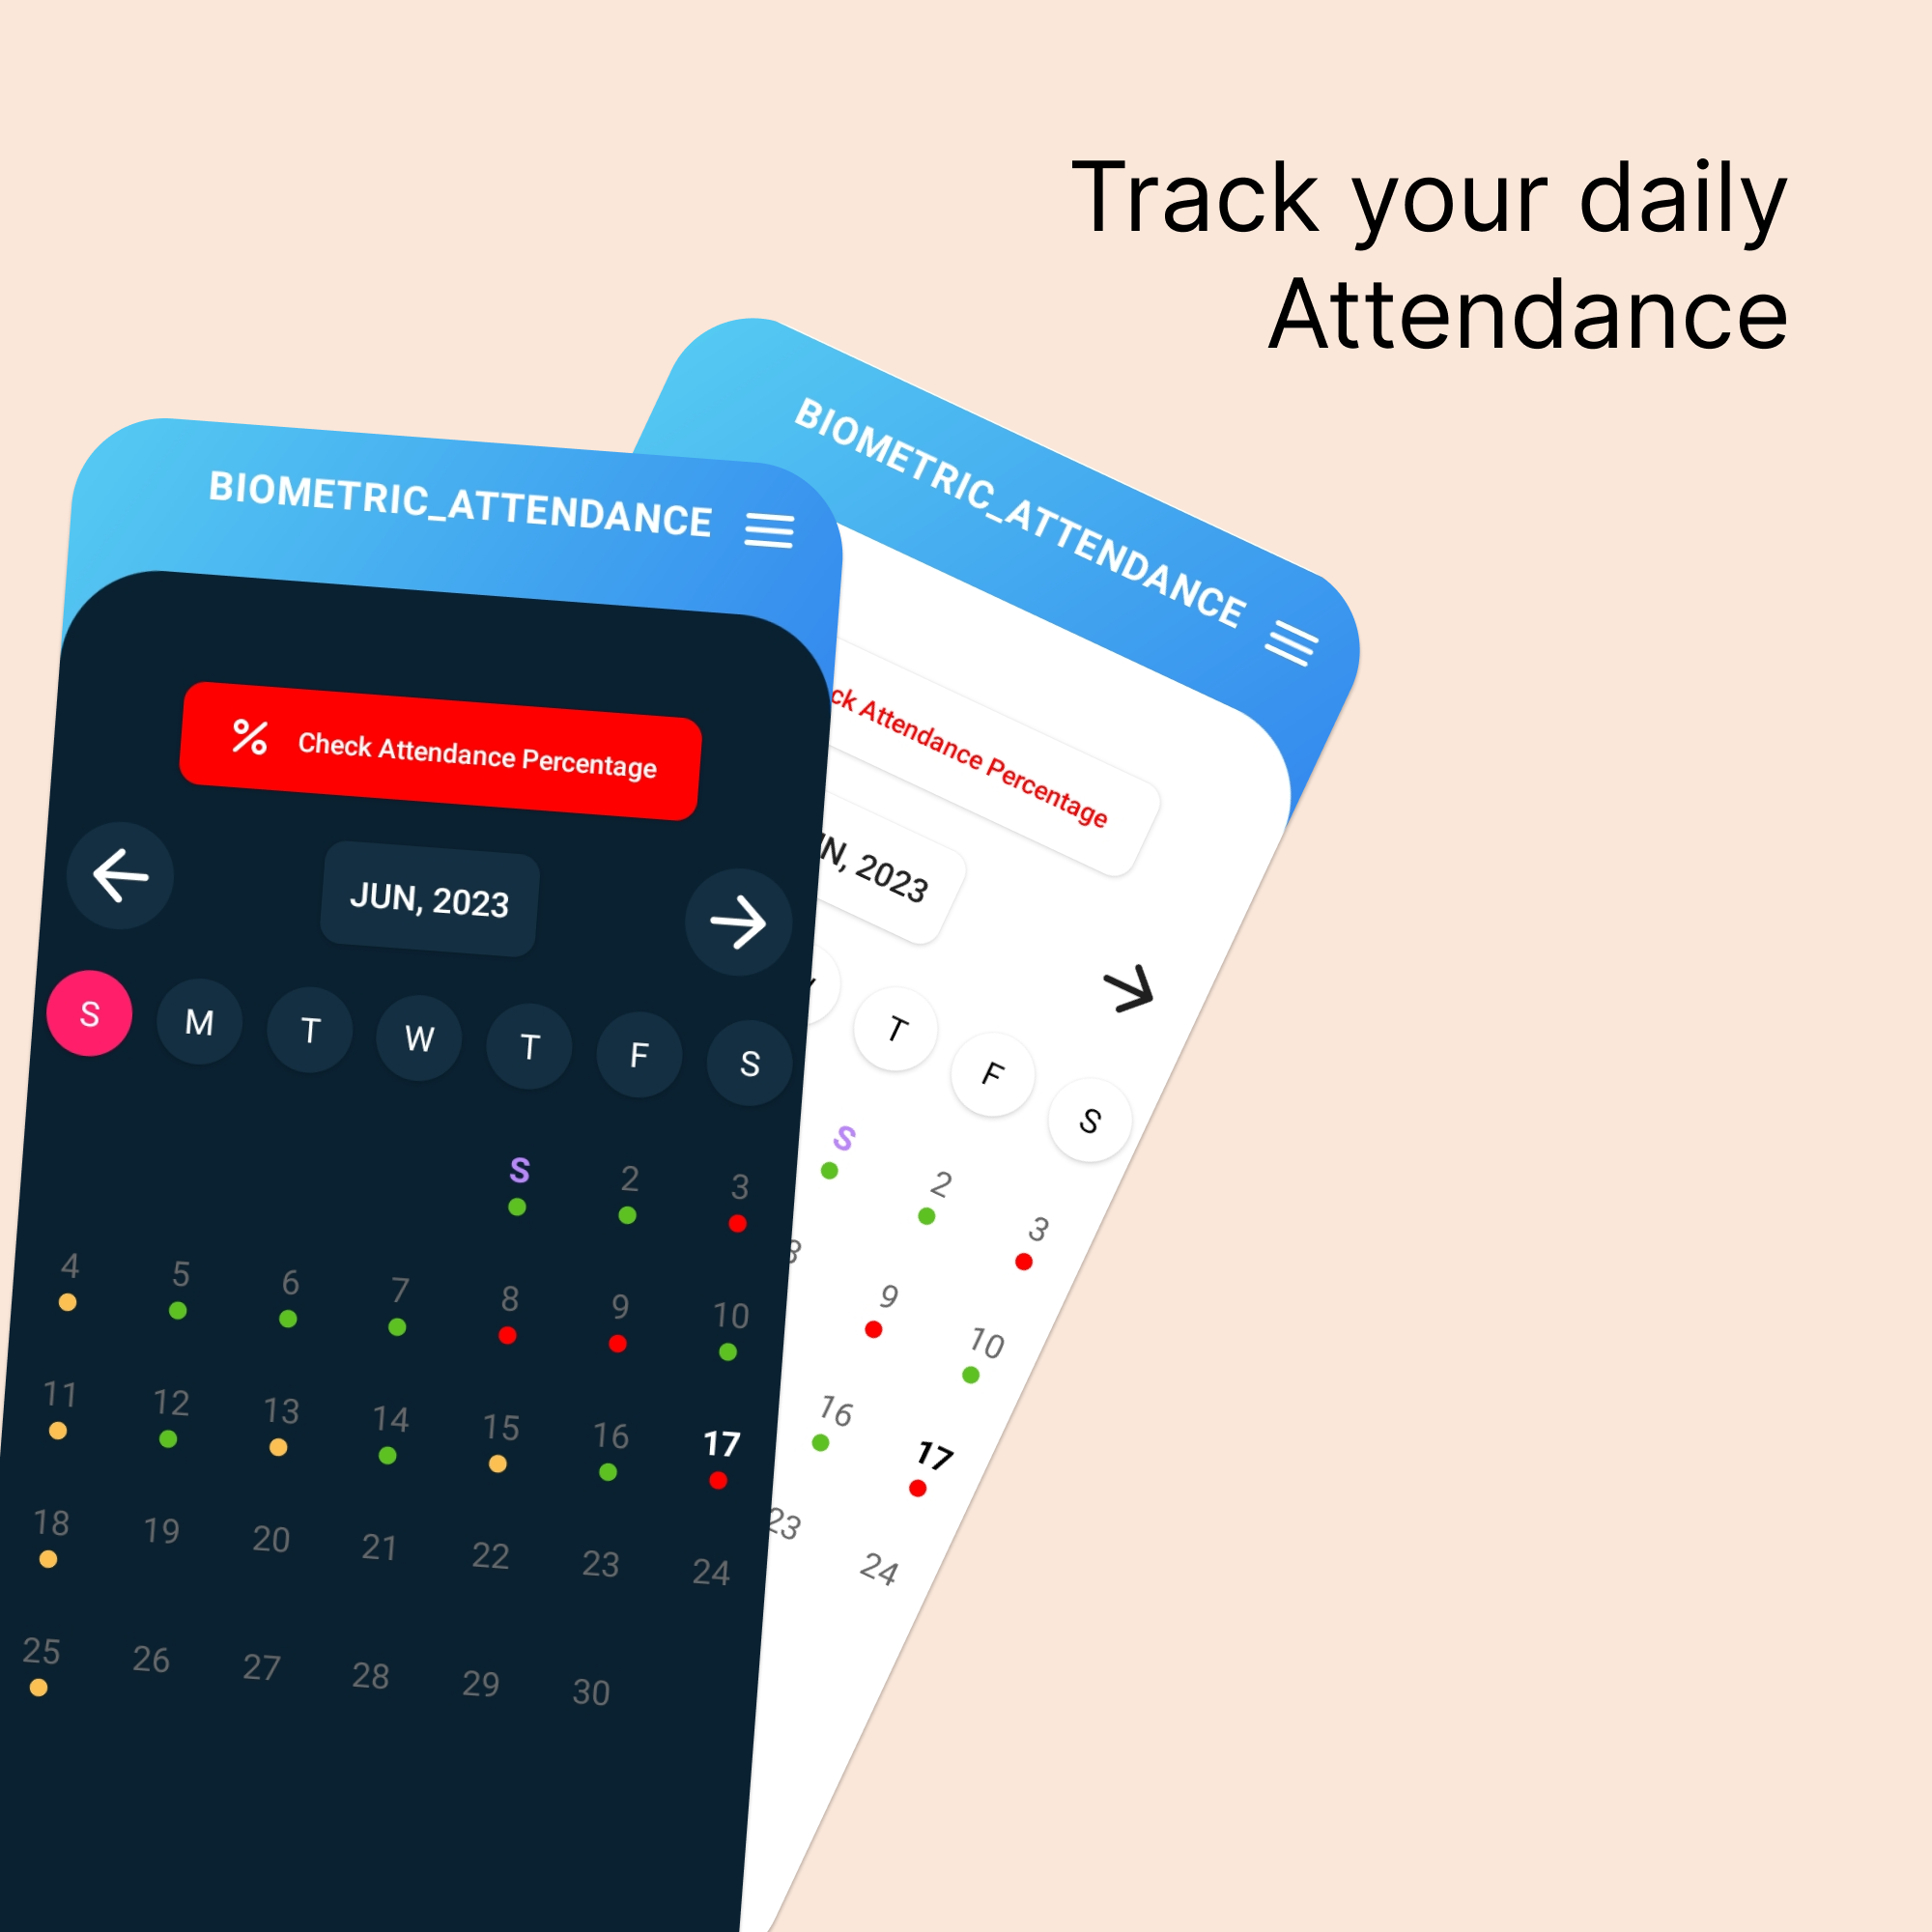 Track your daily
Attendance
BIOMETRIC_ATTENDANCE
% Check Attendance Percentage
JUN, 2023
S M T W T F S
S 2 3
4 5 6 7 8 9 10
11 12 13 14 15 16 17
18 19 20 21 22 23 24
25 26 27 28 29 30
BIOMETRIC_ATTENDANCE
Attendance Percentage
2023
T F S
S 2 3
9 10
16 17
23 24